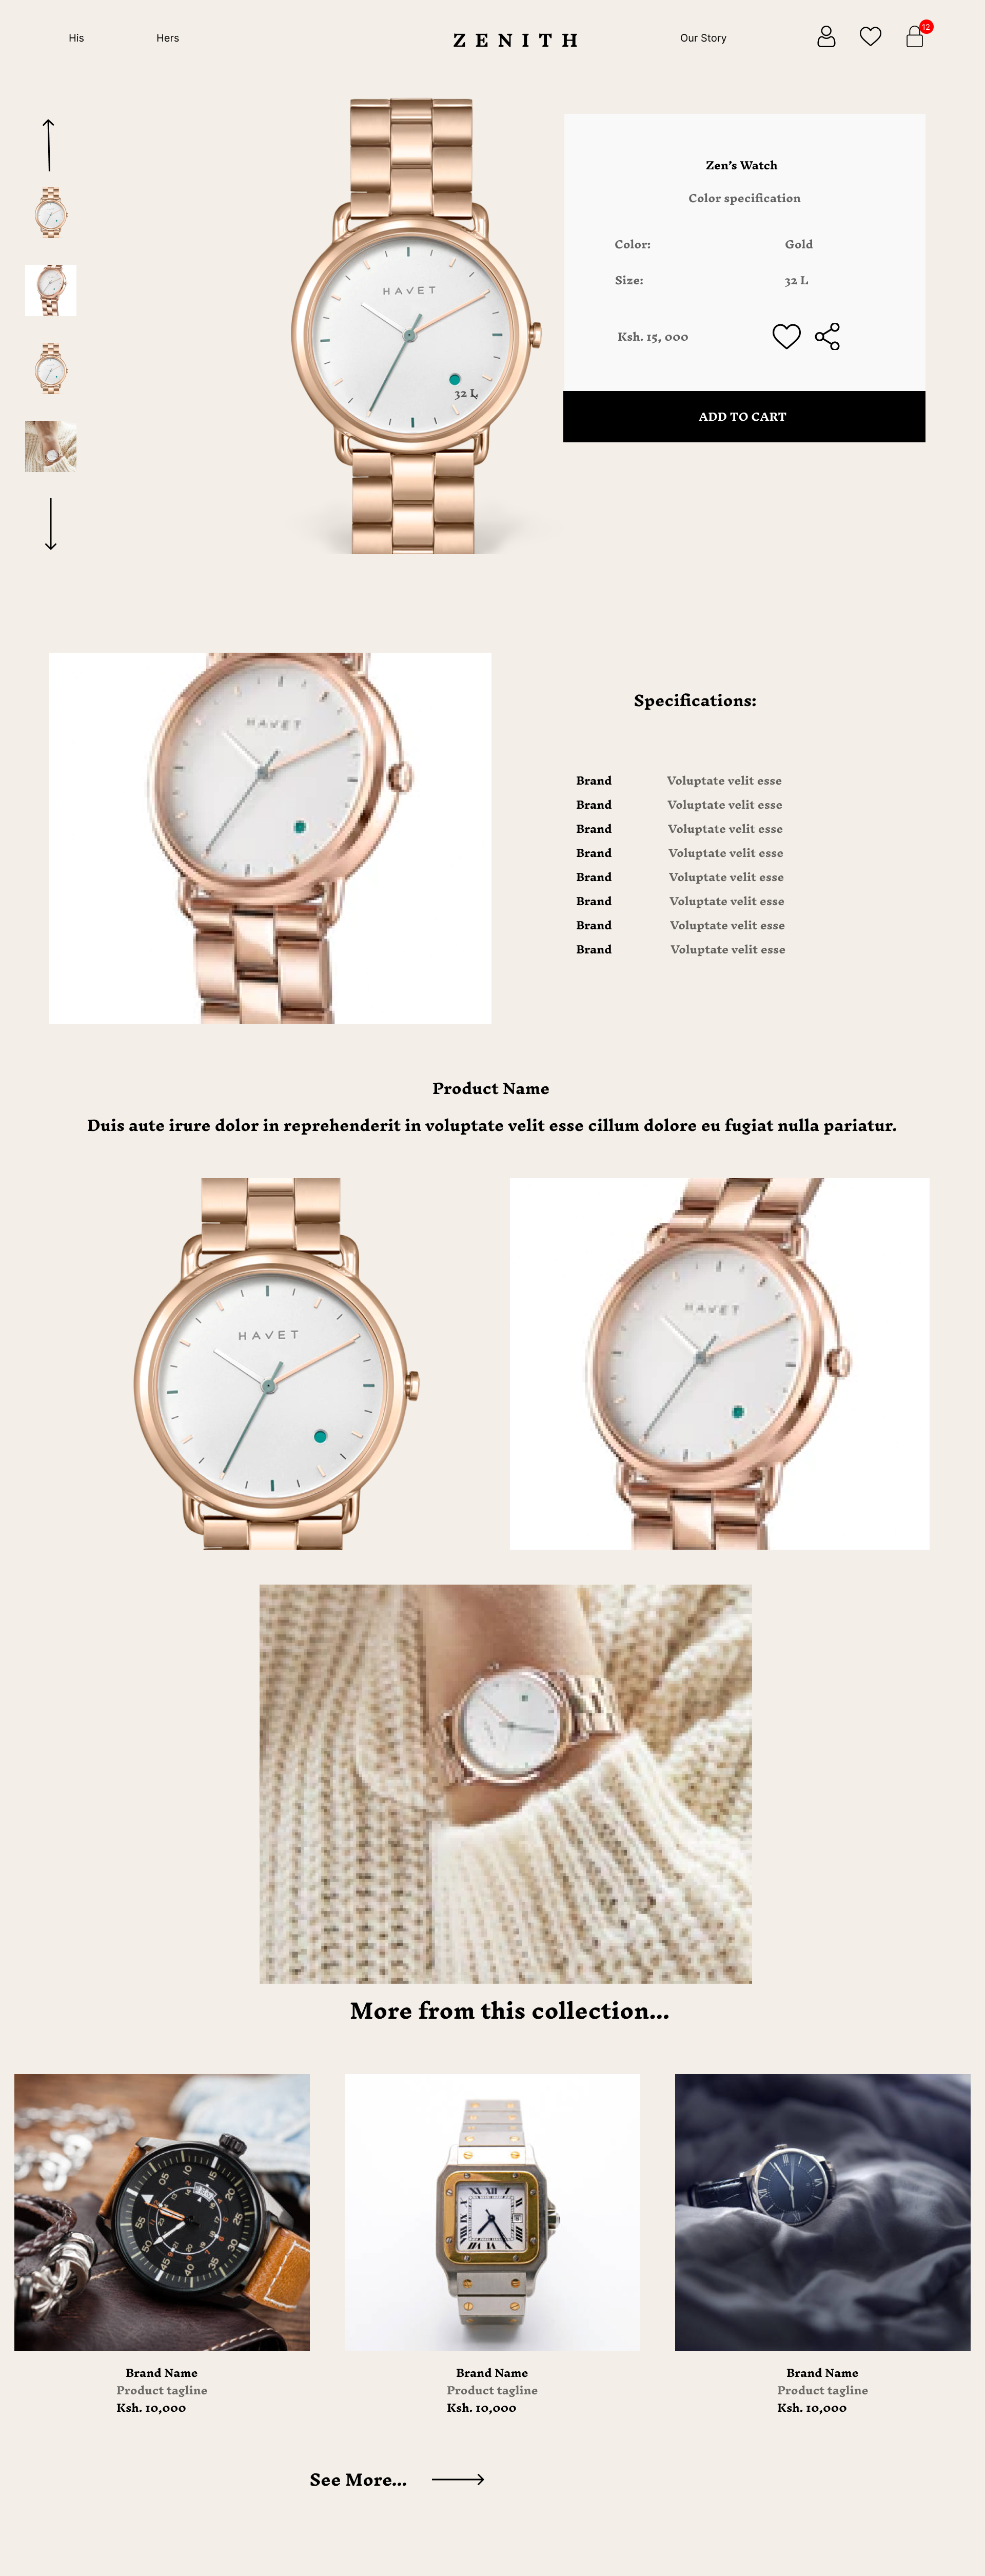 His Hers ZENITH Our Story 12
Zen’s Watch
Color specification
Color: Gold
Size: 32 L
Ksh. 15, 000
ADD TO CART
HAVET
32 L
HAVET
Specifications:
Brand Voluptate velit esse
Brand Voluptate velit esse
Brand Voluptate velit esse
Brand Voluptate velit esse
Brand Voluptate velit esse
Brand Voluptate velit esse
Brand Voluptate velit esse
Brand Voluptate velit esse
Product Name
Duis aute irure dolor in reprehenderit in voluptate velit esse cillum dolore eu fugiat nulla pariatur.
HAVET
HAVET
More from this collection...
Brand Name Brand Name Brand Name
Product tagline Product tagline Product tagline
Ksh. 10,000 Ksh. 10,000 Ksh. 10,000
See More...